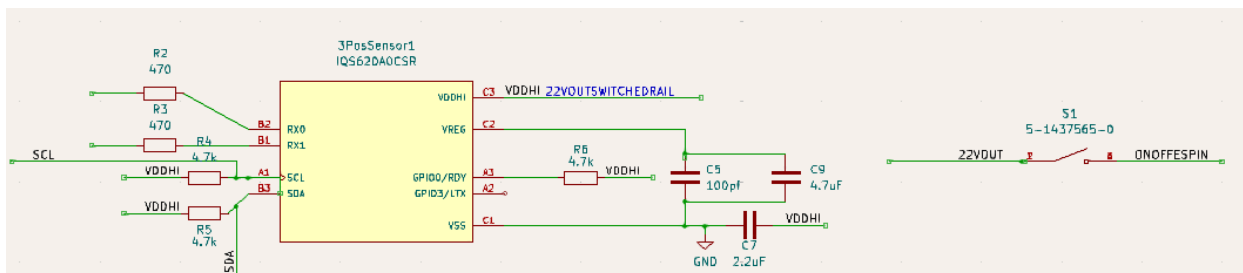 3PosSensor1
IQS620A0CSR
R2
470
R3
470
R4
4.7k
SCL
VDDHI
VDDHI
R5
4.7k
SDA
B2
B1
A1
B3
RX0
RX1
SCL
SDA
VDDHI
VREG
GPIO0/RDY
GPIO3/LTX
VSS
C3
C2
A3
A2
C1
VDDHI 22VOUTSWITCHEDRAIL
R6
4.7k
VDDHI
C5
100pf
C9
4.7uF
GND
C7
2.2uF
VDDHI
S1
5-1437565-0
22VOUT
ONOFFESPIN